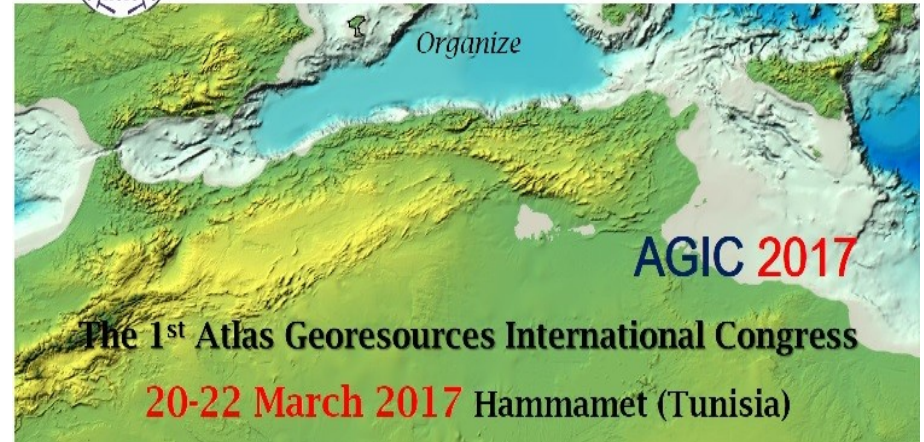 Organize
AGIC 2017
The 1st Atlas Georesources International Congress
20-22 March 2017 Hammamet (Tunisia)